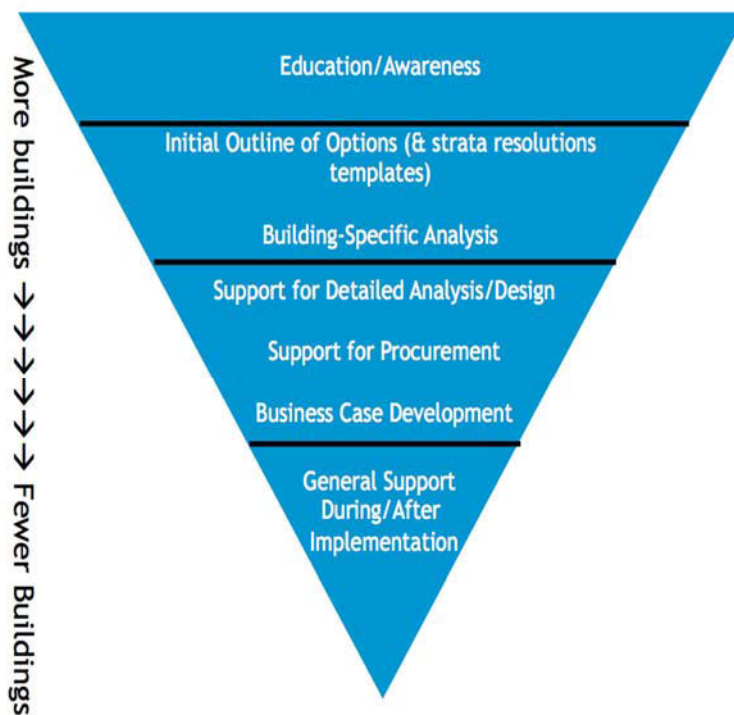 More buildings →→→→→→ Fewer Buildings
Education/Awareness
Initial Outline of Options (& strata resolutions
templates)
Building-Specific Analysis
Support for Detailed Analysis/Design
Support for Procurement
Business Case Development
General Support
During/After
Implementation